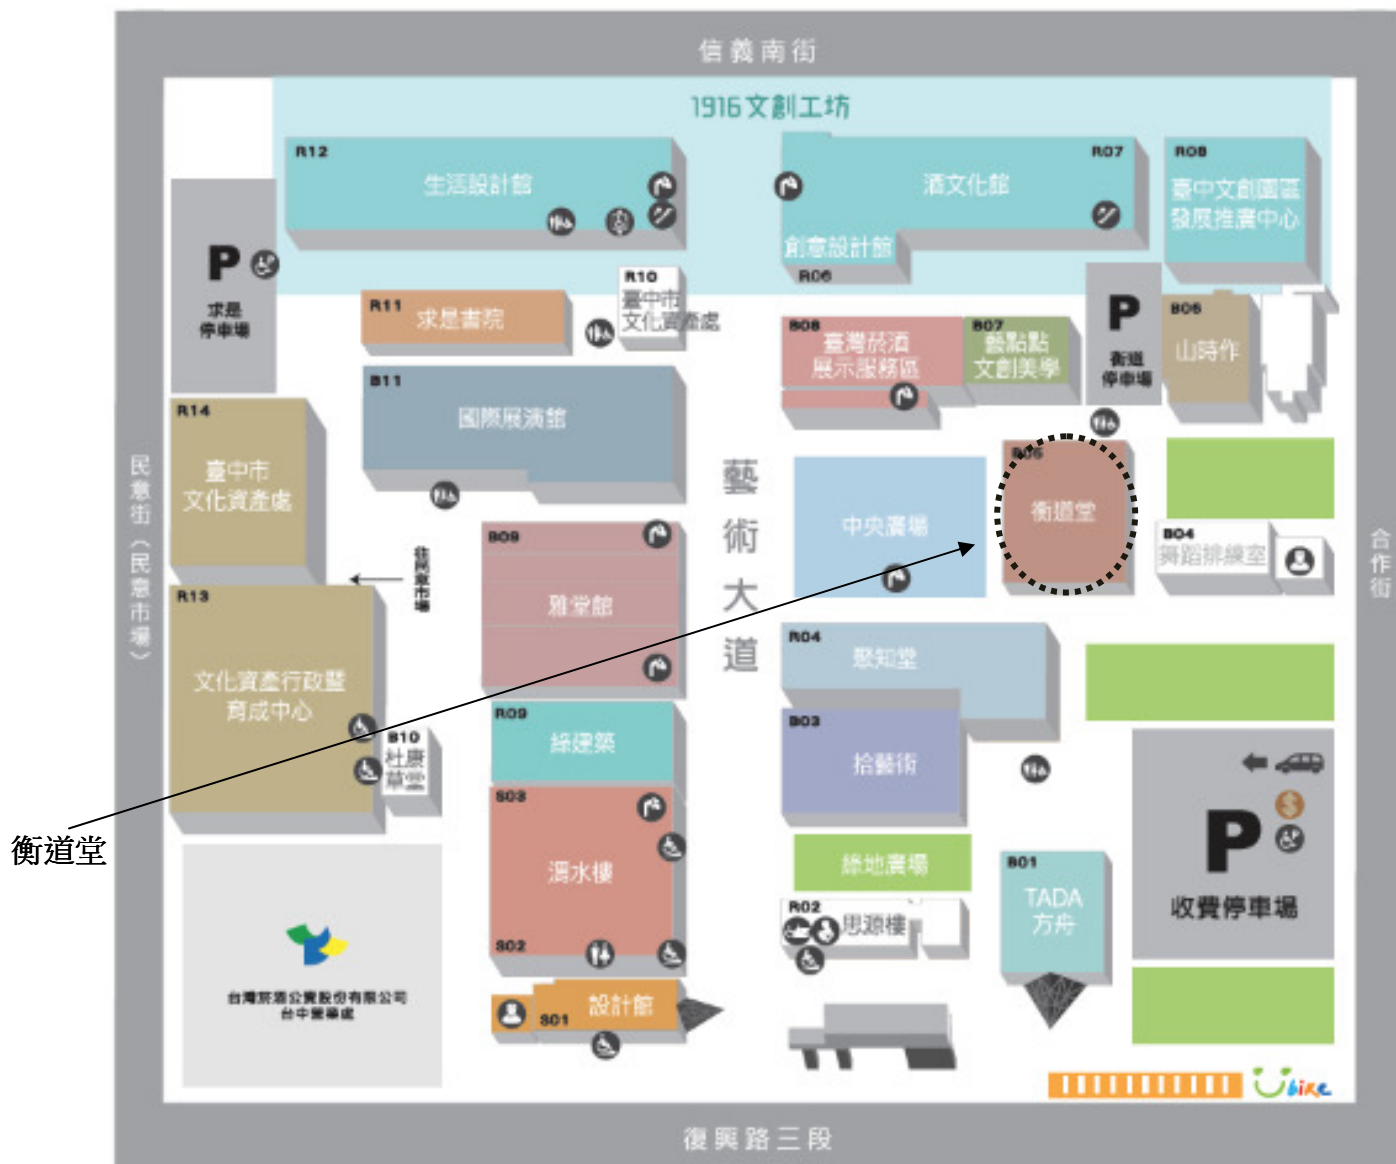 信義南街
1916文創工坊
R12
生活設計館
R07
酒文化館
創意設計館
R06
R08
臺中文創園區
發展推廣中心
P
求是
停車場
R11
求是書院
R10
臺中市
文化資產處
B08
臺灣菸酒
展示服務區
B07
藝點點
文創美學
P
衡道
停車場
B06
山時作
R14
臺中市
文化資產處
B11
國際展演館
藝術大道
中央廣場
R05
衡道堂
B04
舞蹈排練室
民意街（民意市場）
合作街
往民意市場
B09
雅堂館
R13
文化資產行政暨
育成中心
B10
杜康
草堂
R04
聚知堂
R09
綠建築
B03
拾藝術
衡道堂
S03
渭水樓
S02
綠地廣場
B01
TADA
方舟
P
收費停車場
R02
思源樓
台灣菸酒公賣股份有限公司
台中營業處
S01
設計館
Ubike
復興路三段